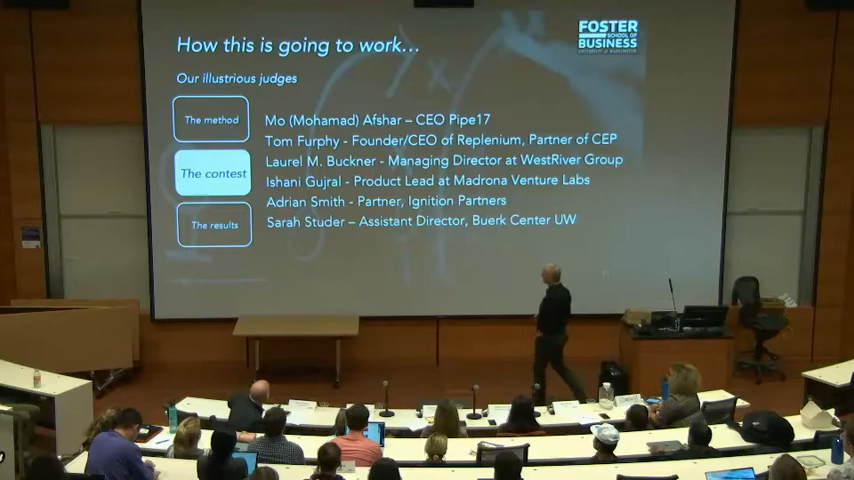 How this is going to work...
FOSTER
SCHOOL OF
BUSINESS
UNIVERSITY OF WASHINGTON
Our illustrious judges
The method
The contest
The results
Mo (Mohamad) Afshar – CEO Pipe17
Tom Furphy - Founder/CEO of Replenium, Partner of CEP
Laurel M. Buckner - Managing Director at WestRiver Group
Ishani Gujral - Product Lead at Madrona Venture Labs
Adrian Smith - Partner, Ignition Partners
Sarah Studer – Assistant Director, Buerk Center UW